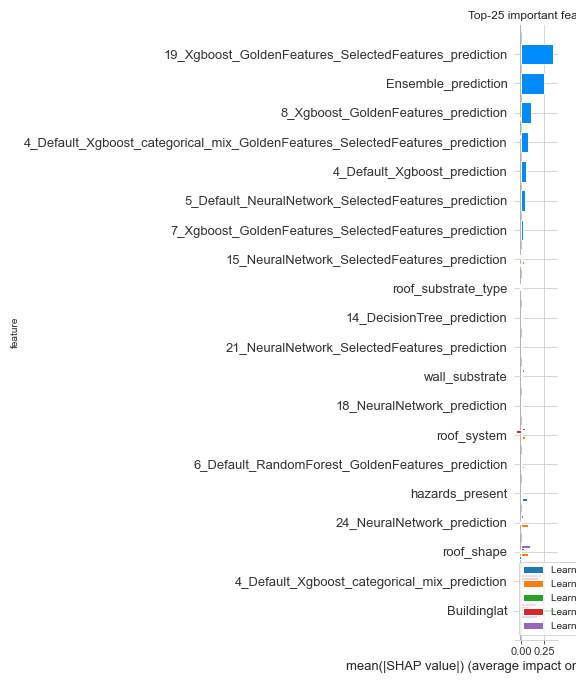 Top-25 important fea
19_Xgboost_GoldenFeatures_SelectedFeatures_prediction
Ensemble_prediction
8_Xgboost_GoldenFeatures_prediction
4_Default_Xgboost_categorical_mix_GoldenFeatures_SelectedFeatures_prediction
4_Default_Xgboost_prediction
5_Default_NeuralNetwork_SelectedFeatures_prediction
7_Xgboost_GoldenFeatures_SelectedFeatures_prediction
15_NeuralNetwork_SelectedFeatures_prediction
roof_substrate_type
14_DecisionTree_prediction
feature
21_NeuralNetwork_SelectedFeatures_prediction
wall_substrate
18_NeuralNetwork_prediction
roof_system
6_Default_RandomForest_GoldenFeatures_prediction
hazards_present
24_NeuralNetwork_prediction
roof_shape
4_Default_Xgboost_categorical_mix_prediction
Buildinglat
Learn
Learn
Learn
Learn
Learn
0.00 0.25
mean(|SHAP value|) (average impact or